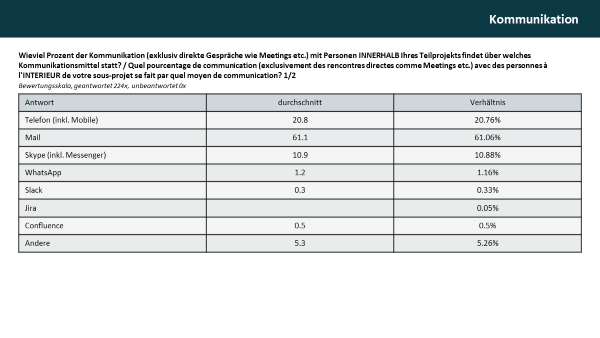 Kommunikation
Wieviel Prozent der Kommunikation (exklusiv direkte Gespräche wie Meetings etc.) mit Personen INNERHALB Ihres Teilprojekts findet über welches
Kommunikationsmittel statt? / Quel pourcentage de communication (exclusivement des rencontres directes comme Meetings etc.) avec des personnes à
l'INTERIEUR de votre sous-projet se fait par quel moyen de communication? 1/2
Bewertungsskala, geantwortet 224x, unbeantwortet 0x
Antwort durchschnitt Verhältnis
Telefon (inkl. Mobile) 20.8 20.76%
Mail 61.1 61.06%
Skype (inkl. Messenger) 10.9 10.88%
WhatsApp 1.2 1.16%
Slack 0.3 0.33%
Jira 0.05%
Confluence 0.5 0.5%
Andere 5.3 5.26%